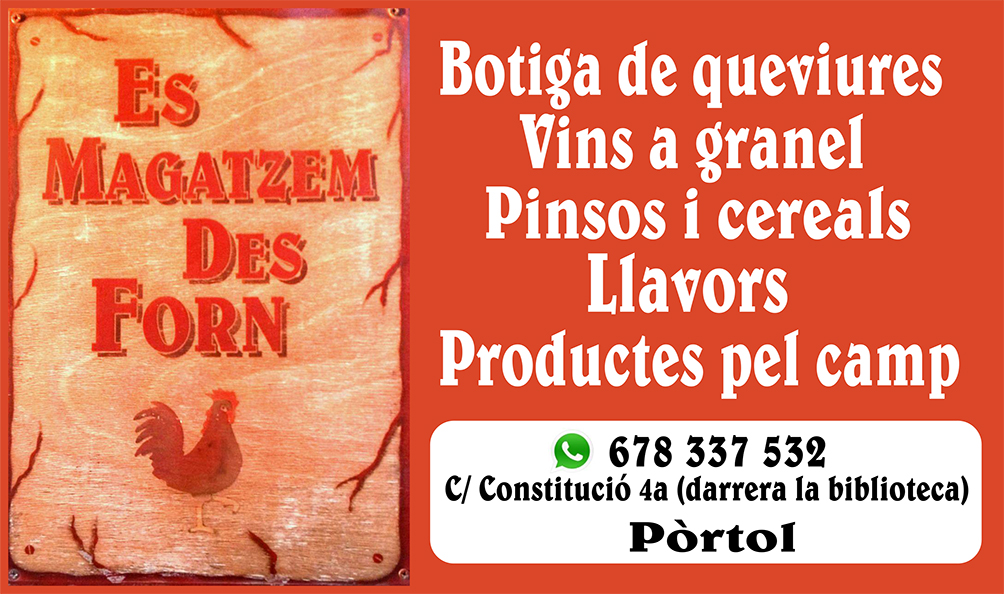 Es
Magatzem
Des
Forn
Botiga de queviures
Vins a granel
Pinsos i cereals
Llavors
Productes pel camp
678 337 532
C/ Constitució 4a (darrera la biblioteca)
Pòrtol